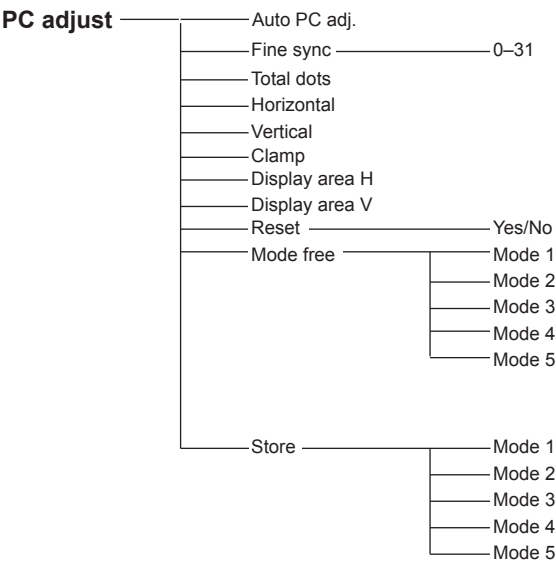 PC adjust Auto PC adj.
Fine sync 0–31
Total dots
Horizontal
Vertical
Clamp
Display area H
Display area V
Reset Yes/No
Mode free Mode 1
Mode 2
Mode 3
Mode 4
Mode 5
Store Mode 1
Mode 2
Mode 3
Mode 4
Mode 5